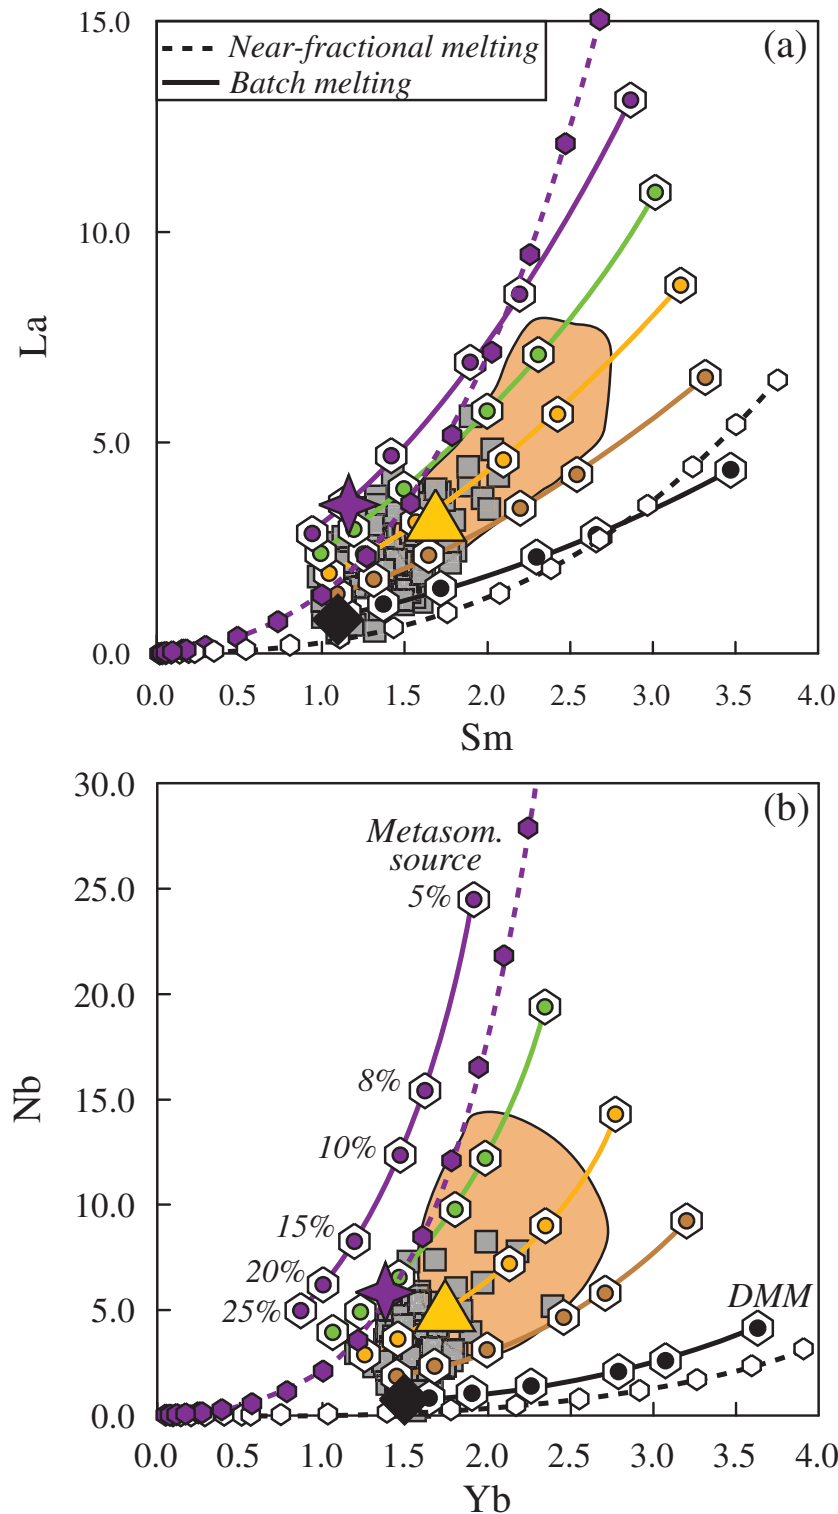 15.0
Near-fractional melting
(a)
Batch melting
10.0
La
5.0
0.0
0.0 0.5 1.0 1.5 2.0 2.5 3.0 3.5 4.0
Sm
30.0
(b)
Metasom.
source
5%
25.0
20.0
Nb
8%
15.0
10%
10.0
15%
20%
25%
DMM
5.0
0.0
0.0 0.5 1.0 1.5 2.0 2.5 3.0 3.5 4.0
Yb